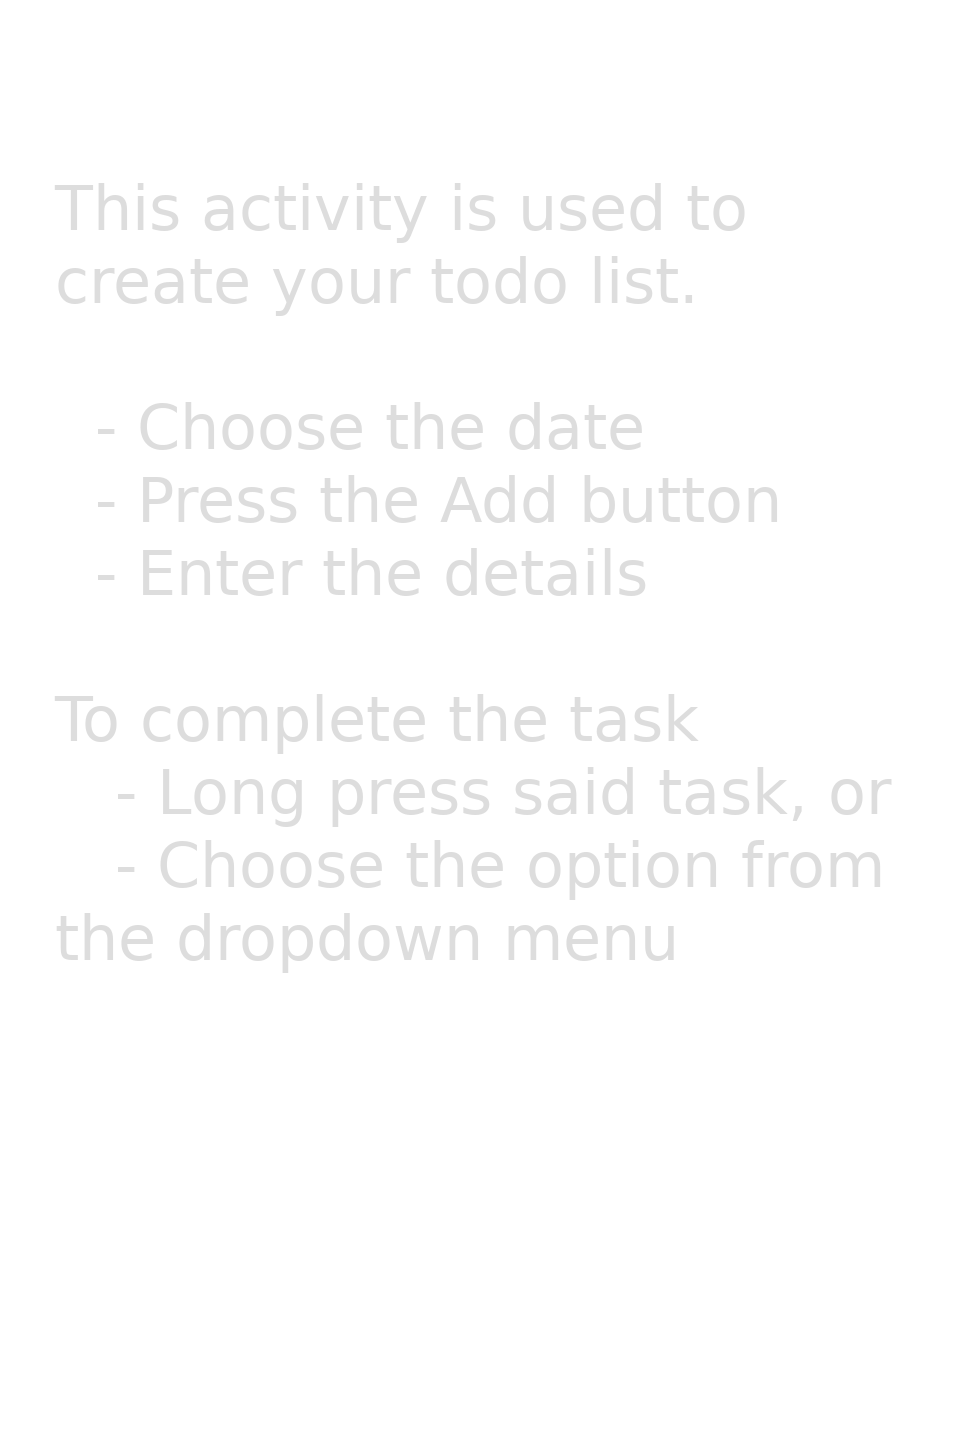 This activity is used to
create your todo list.
- Choose the date
- Press the Add button
- Enter the details
To complete the task
- Long press said task, or
- Choose the option from
the dropdown menu